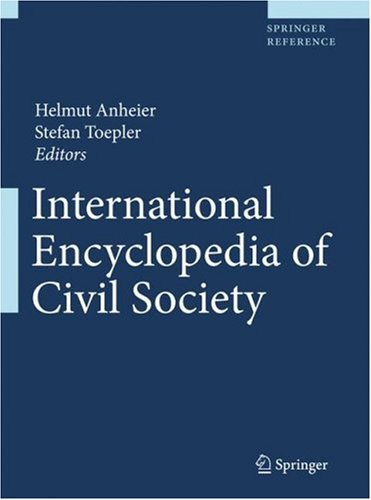 SPRINGER
REFERENCE
Helmut Anheier
Stefan Toepler
Editors
International
Encyclopedia of
Civil Society
Springer